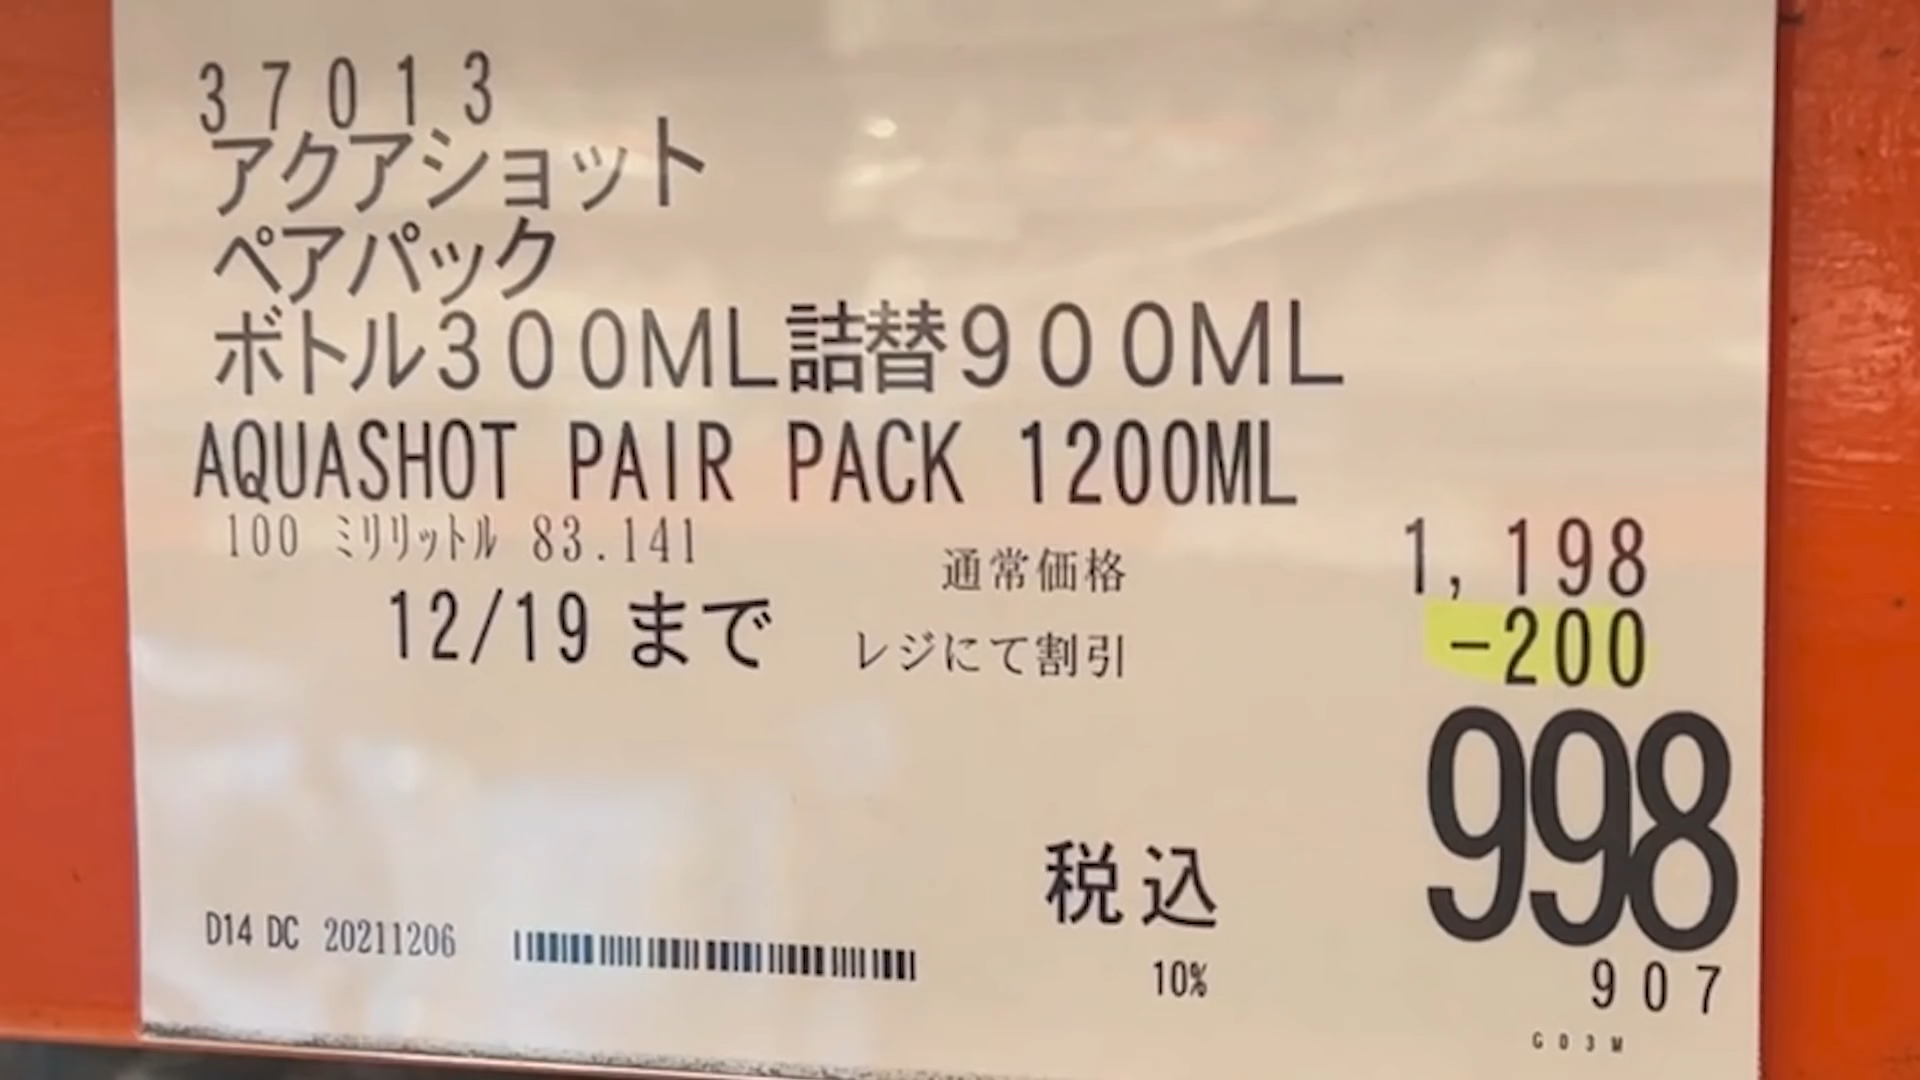 37013
アクアショット
ペアパック
ボトル300ML詰替900ML
AQUASHOT PAIR PACK 1200ML
100 ミリリットル 83.141
通常価格 1,198
12/19 まで レジにて割引 -200
998
税込
10% 907
D14 DC 20211206
G03M